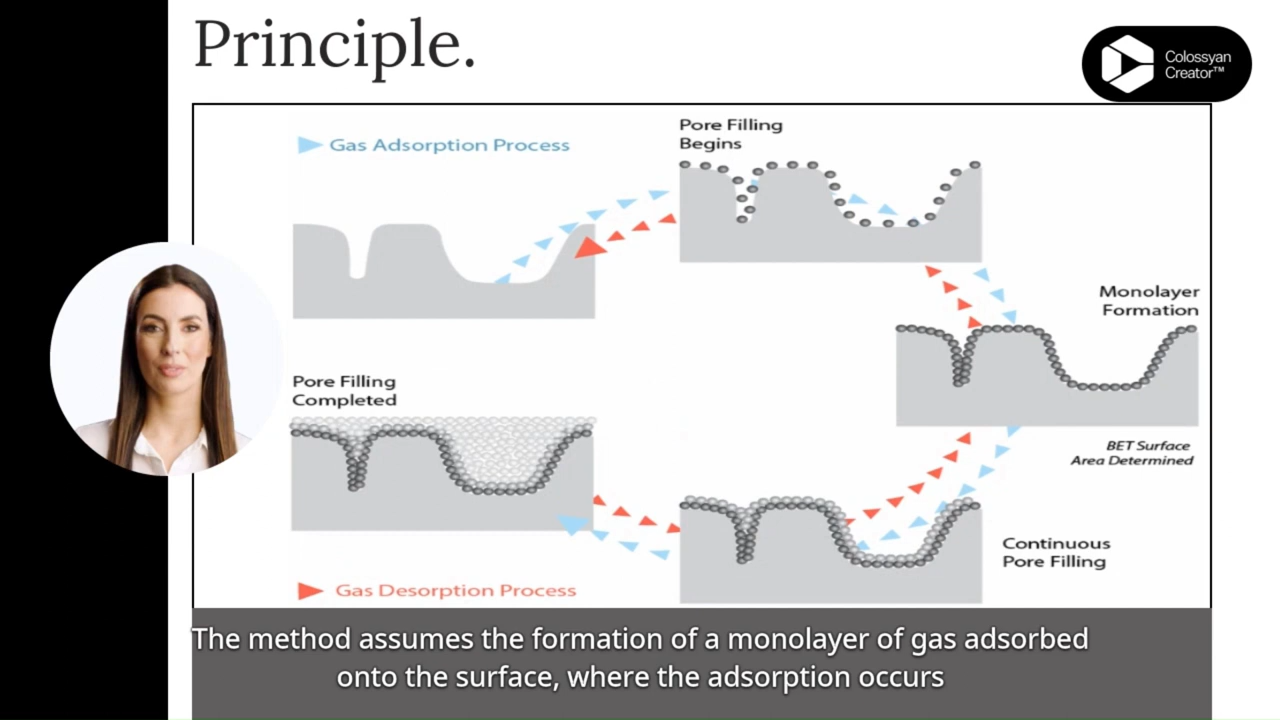 Principle.
Colossyan
Creator™
Gas Adsorption Process
Pore Filling
Begins
Monolayer
Formation
BET Surface
Area Determined
Pore Filling
Completed
Continuous
Pore Filling
Gas Desorption Process
The method assumes the formation of a monolayer of gas adsorbed
onto the surface, where the adsorption occurs